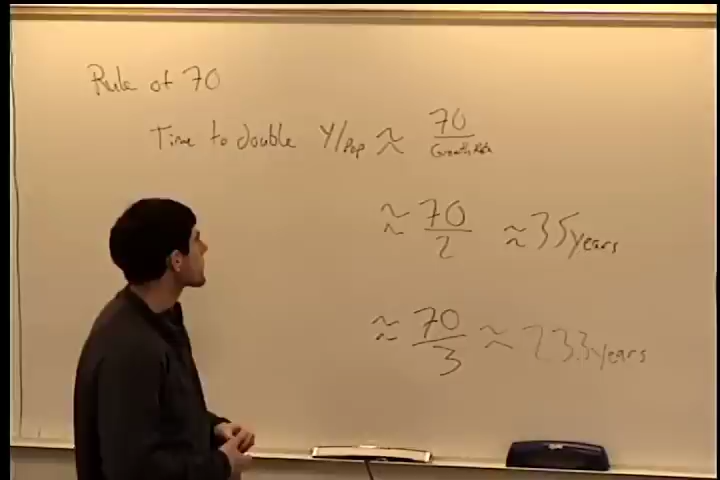 Rule of 70
Time to double Y/Pop ≈ 70/Growth Rate
≈ 70/2 ≈ 35 years
≈ 70/3 ≈ 23.3 years